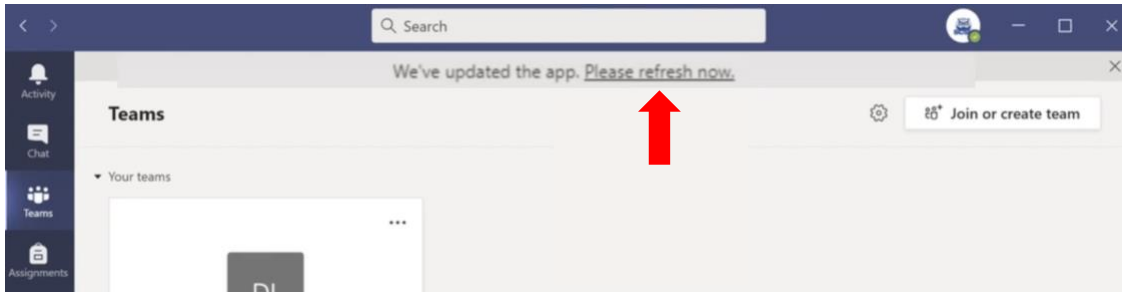 Search
We've updated the app. Please refresh now.
Activity
Teams
Join or create team
Chat
Your teams
Teams
Assignments
DI